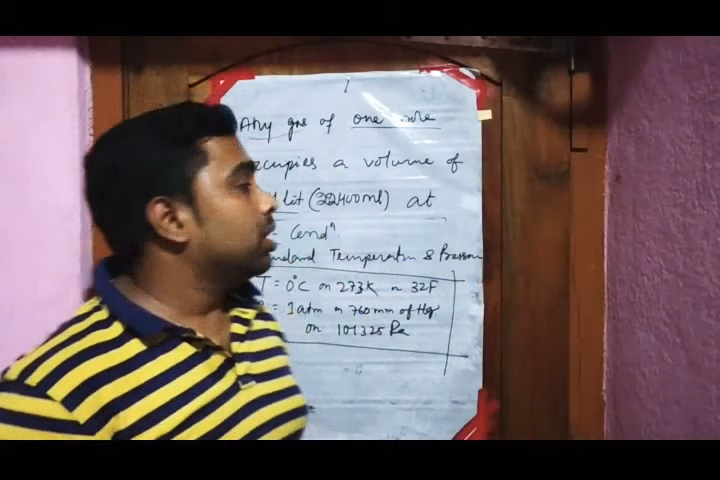 Any gas of one mole
occupies a volume of
lit (22400ml) at
= Condⁿ
Temperature & Pressure
T = 0°C or 273K or 32F
= 1atm or 760mm of Hg
or 101325 Pa